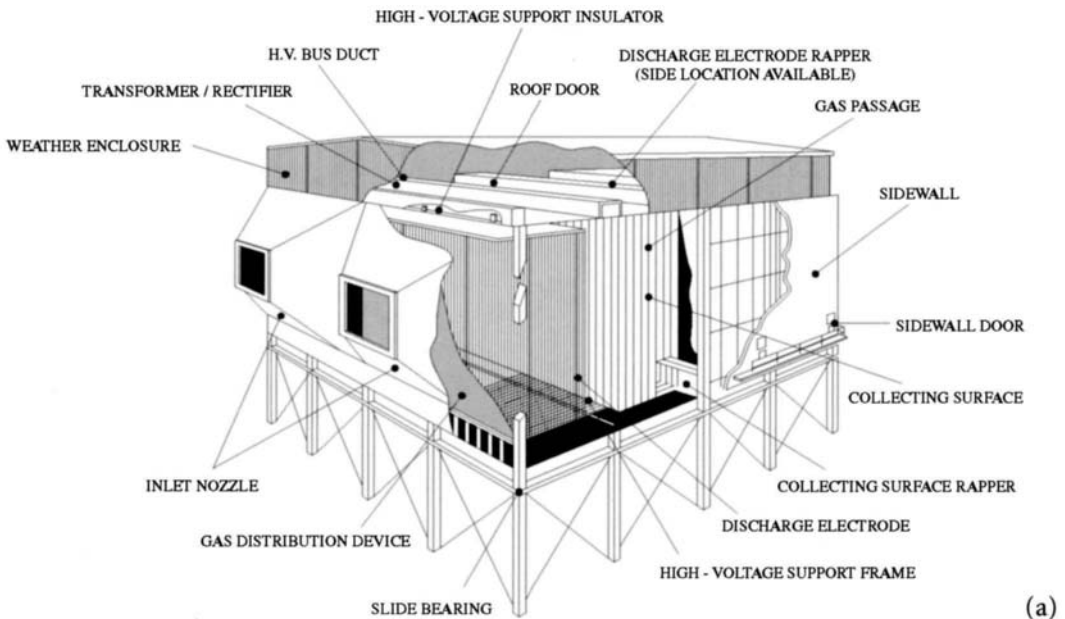 HIGH - VOLTAGE SUPPORT INSULATOR
H.V. BUS DUCT
DISCHARGE ELECTRODE RAPPER
(SIDE LOCATION AVAILABLE)
TRANSFORMER / RECTIFIER
ROOF DOOR
GAS PASSAGE
WEATHER ENCLOSURE
SIDEWALL
SIDEWALL DOOR
COLLECTING SURFACE
INLET NOZZLE
COLLECTING SURFACE RAPPER
GAS DISTRIBUTION DEVICE
DISCHARGE ELECTRODE
HIGH - VOLTAGE SUPPORT FRAME
SLIDE BEARING
(a)